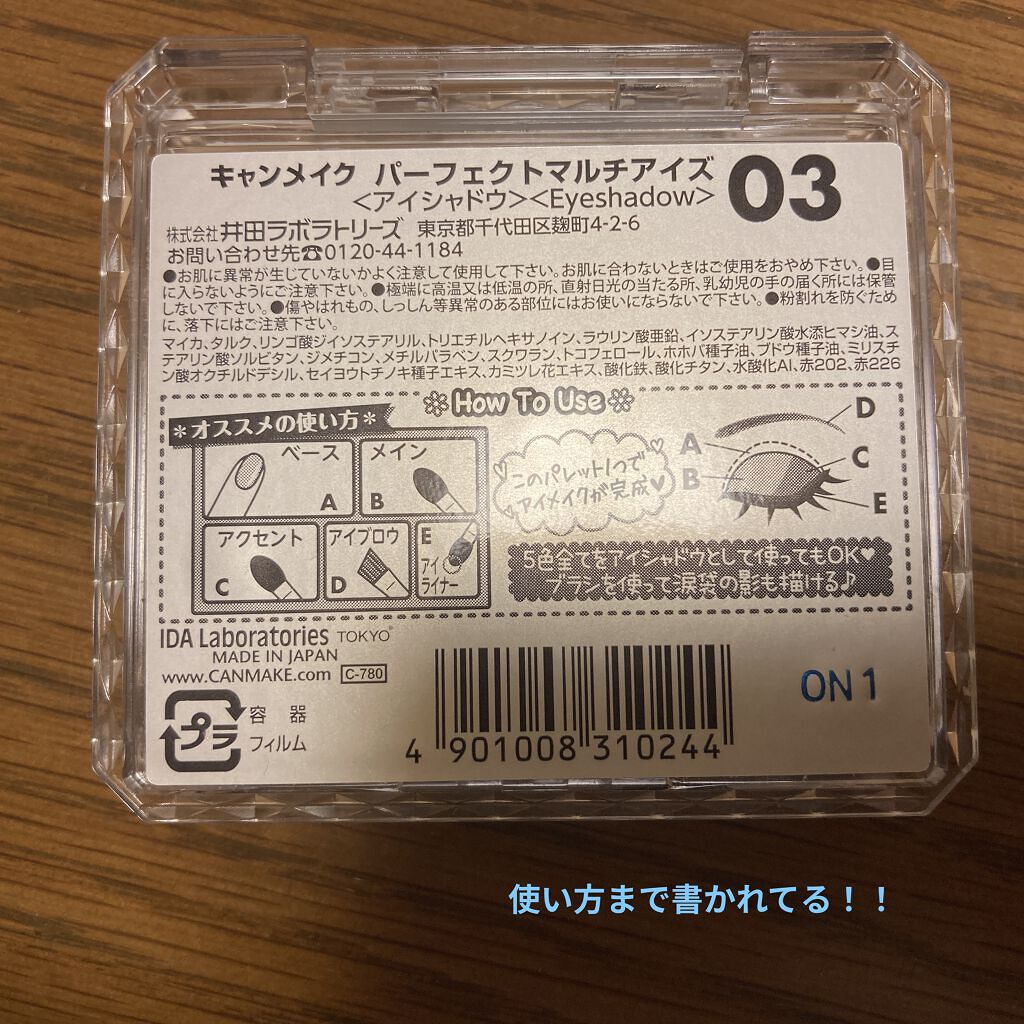 キャンメイク パーフェクトマルチアイズ 03
<アイシャドウ><Eyeshadow>
株式会社 井田ラボラトリーズ 東京都千代田区麹町4-2-6
お問い合わせ先☎0120-44-1184
●お肌に異常が生じていないかよく注意して使用して下さい。お肌に合わないときはご使用をおやめ下さい。●目
に入らないようにご注意下さい。●極端に高温又は低温の所、直射日光の当たる所、乳幼児の手の届く所には保管
しないで下さい。●傷やはれもの、しっしん等異常のある部位にはお使いにならないで下さい。●粉割れを防ぐため
に、落下にはご注意下さい。
マイカ、タルク、リンゴ酸ジイソステアリル、トリエチルヘキサノイン、ラウリン酸亜鉛、イソステアリン酸水添ヒマシ油、ス
テアリン酸ソルビタン、ジメチコン、メチルパラベン、スクワラン、トコフェロール、ホホバ種子油、ブドウ種子油、ミリスチ
ン酸オクチルドデシル、セイヨウトチノキ種子エキス、カミツレ花エキス、酸化鉄、酸化チタン、水酸化Al、赤202、赤226
How To Use
*オススメの使い方*
ベース
A
メイン
B
アクセント
C
アイブロウ
D
E
アイ
ライナー
このパレット1つで
アイメイクが完成
A
B
D
C
E
5色全てをアイシャドウとして使ってもOK♥
ブラシを使って涙袋の影も描ける♪
IDA Laboratories TOKYO
MADE IN JAPAN
www.CANMAKE.com C-780
プラ
容器
フィルム
4 901008 310244
ON1
使い方まで書かれてる！！